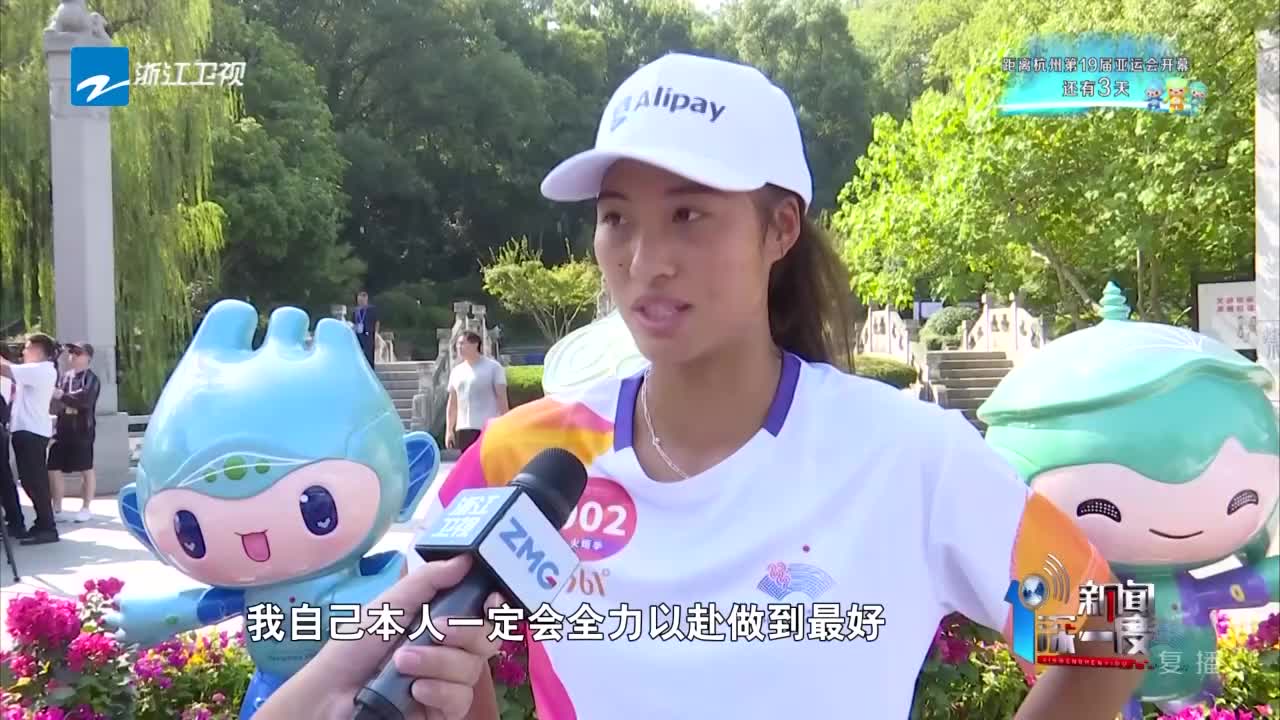 浙江卫视
距离杭州第19届亚运会开幕
还有3天
Alipay
002
火炬手
361°
浙江
卫视
ZMG
我自己本人一定会全力以赴做到最好
新闻
深一度
XINWENSHENYIDU
复播